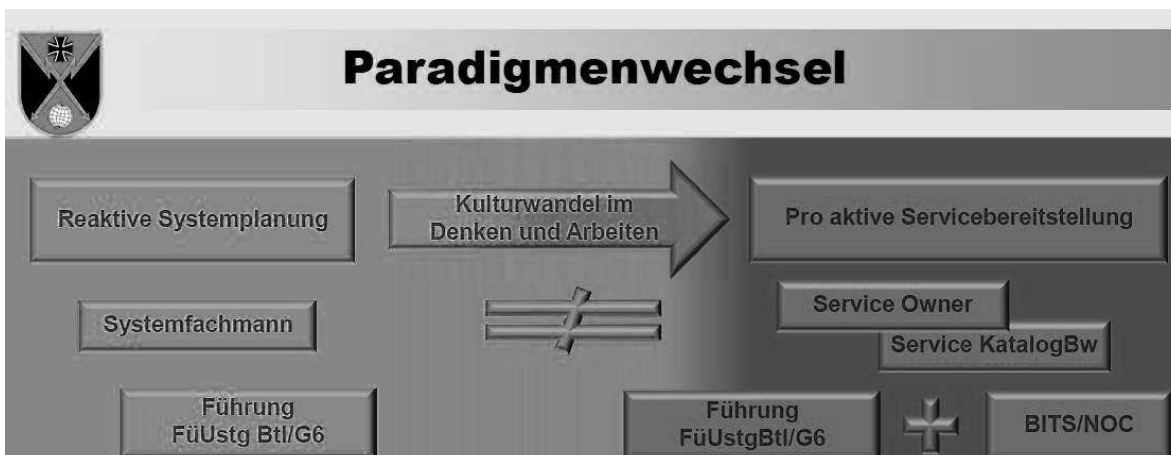 Paradigmenwechsel
Reaktive Systemplanung
Kulturwandel im
Denken und Arbeiten
Pro aktive Servicebereitstellung
Systemfachmann
Service Owner
Service KatalogBw
Führung
FüUstg Btl/G6
Führung
FüUstgBtl/G6
BITS/NOC